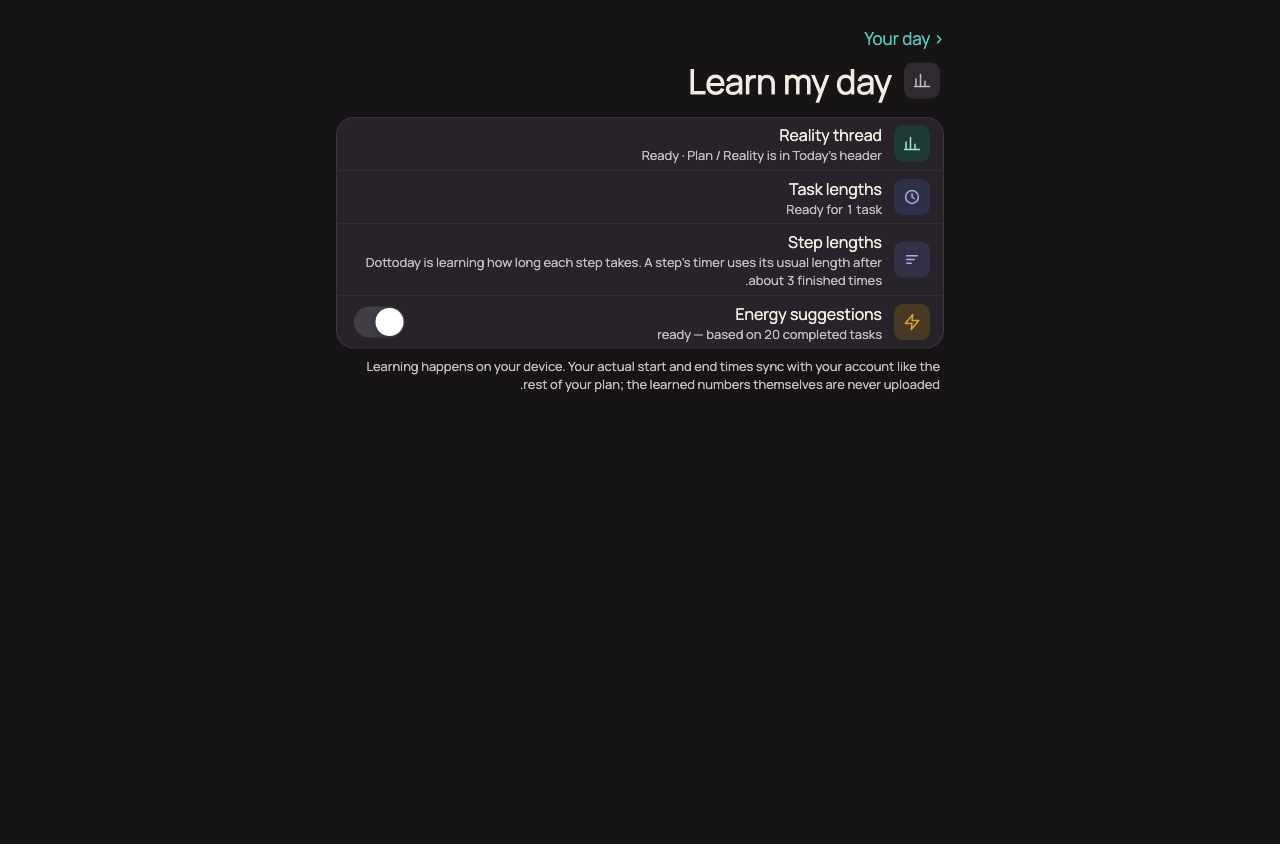 Your day ›
Learn my day
Reality thread
Ready · Plan / Reality is in Today's header
Task lengths
Ready for 1 task
Step lengths
Dottoday is learning how long each step takes. A step's timer uses its usual length after
.about 3 finished times
Energy suggestions
ready — based on 20 completed tasks
Learning happens on your device. Your actual start and end times sync with your account like the
.rest of your plan; the learned numbers themselves are never uploaded